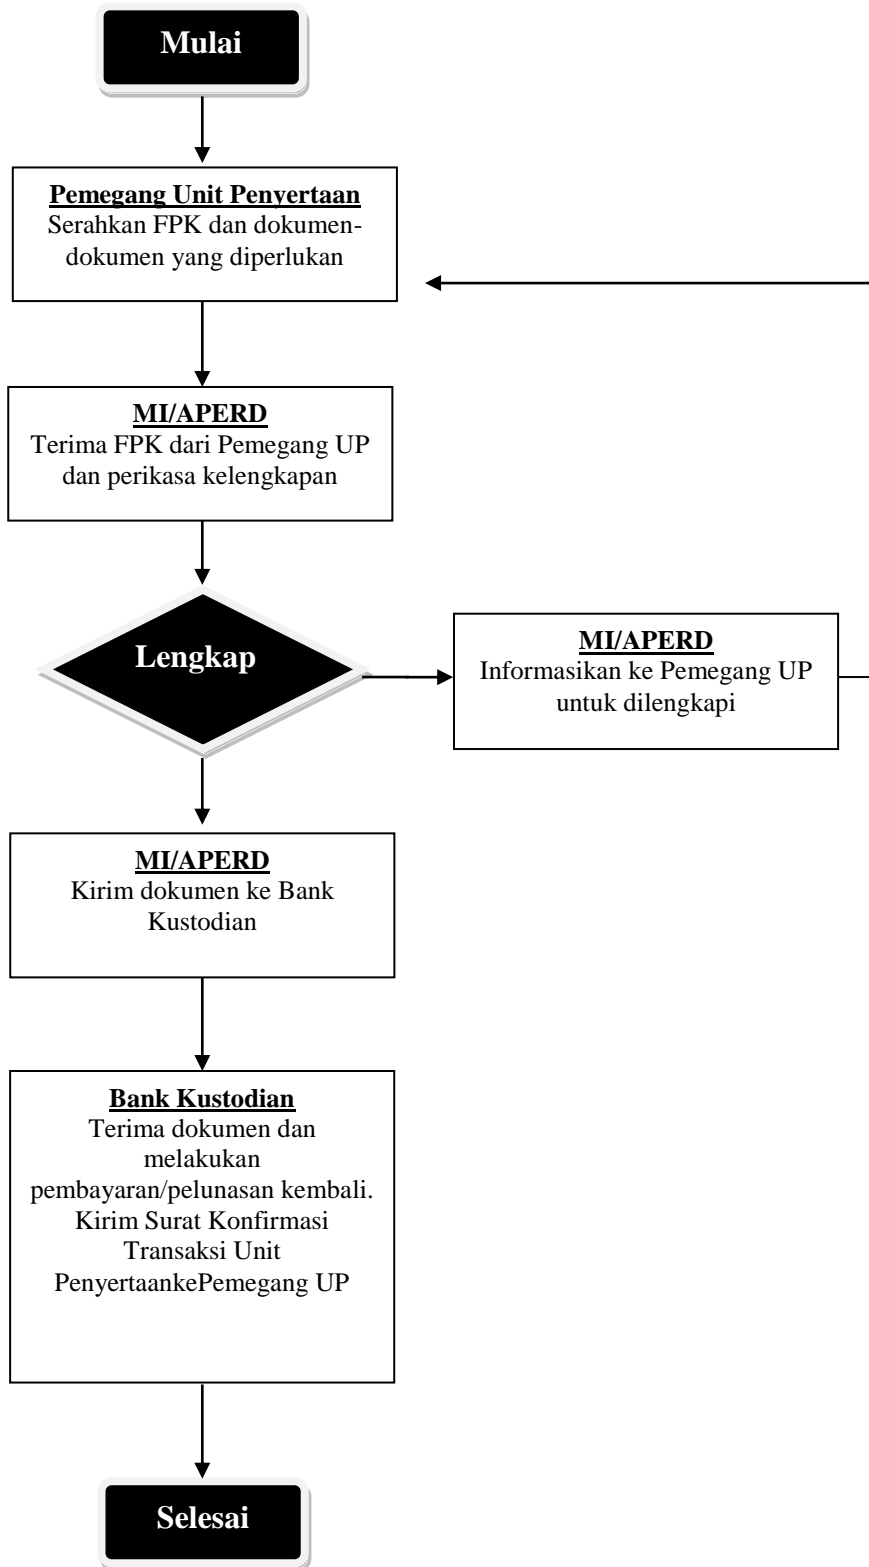 Mulai
Pemegang Unit Penyertaan
Serahkan FPK dan dokumen-
dokumen yang diperlukan
MI/APERD
Terima FPK dari Pemegang UP
dan perikasa kelengkapan
Lengkap
MI/APERD
Informasikan ke Pemegang UP
untuk dilengkapi
MI/APERD
Kirim dokumen ke Bank
Kustodian
Bank Kustodian
Terima dokumen dan
melakukan
pembayaran/pelunasan kembali.
Kirim Surat Konfirmasi
Transaksi Unit
PenyertaankePemegang UP
Selesai